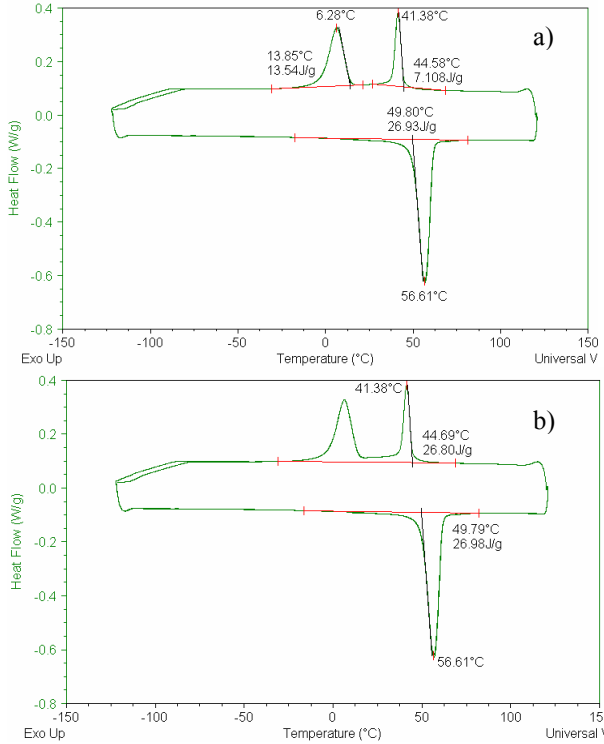 6.28°C
41.38°C
a)
13.85°C
13.54J/g
44.58°C
7.108J/g
49.80°C
26.93J/g
56.61°C
Heat Flow (W/g)
0.4
0.2
0.0
-0.2
-0.4
-0.6
-0.8
-150
-100
-50
0
50
100
150
Exo Up
Temperature (°C)
Universal V
41.38°C
b)
44.69°C
26.80J/g
49.79°C
26.98J/g
56.61°C
Heat Flow (W/g)
0.4
0.2
0.0
-0.2
-0.4
-0.6
-0.8
-150
-100
-50
0
50
100
15
Exo Up
Temperature (°C)
Universal V